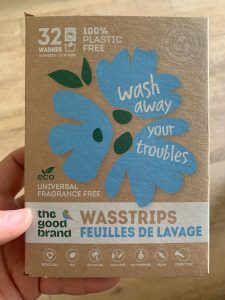 32
WASHES
100%
PLASTIC
FREE
wash
away
your
troubles
eco
UNIVERSAL
FRAGRANCE FREE
the
good
brand
WASSTRIPS
FEUILLES DE LAVAGE